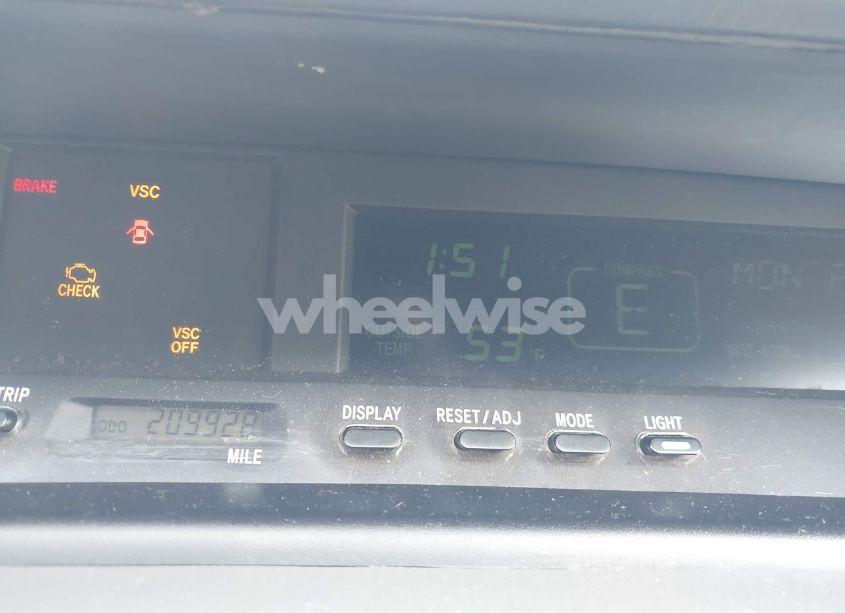 BRAKE
VSC
CHECK
VSC
OFF
1:51
OUTSIDE
TEMP
53 °F
COMPASS
E
MON
wheelwise
TRIP
ODO 209928
MILE
DISPLAY
RESET/ADJ
MODE
LIGHT